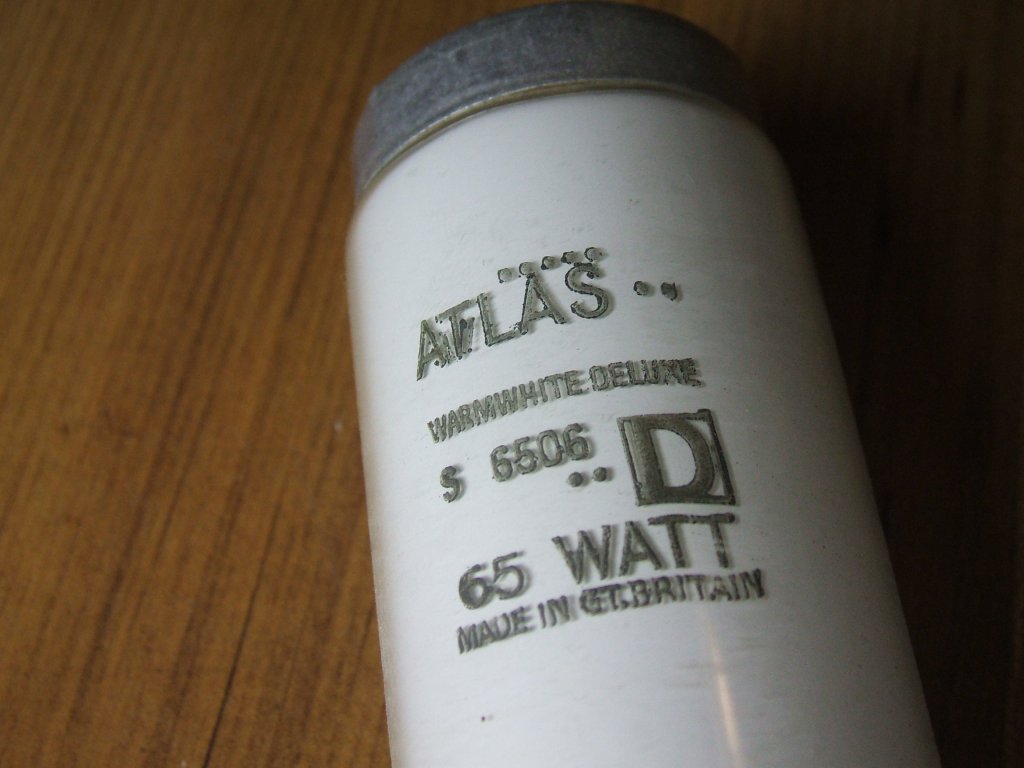 ATLAS
WARMWHITE DELUXE
S 6506 D
65 WATT
MADE IN GT.BRITAIN